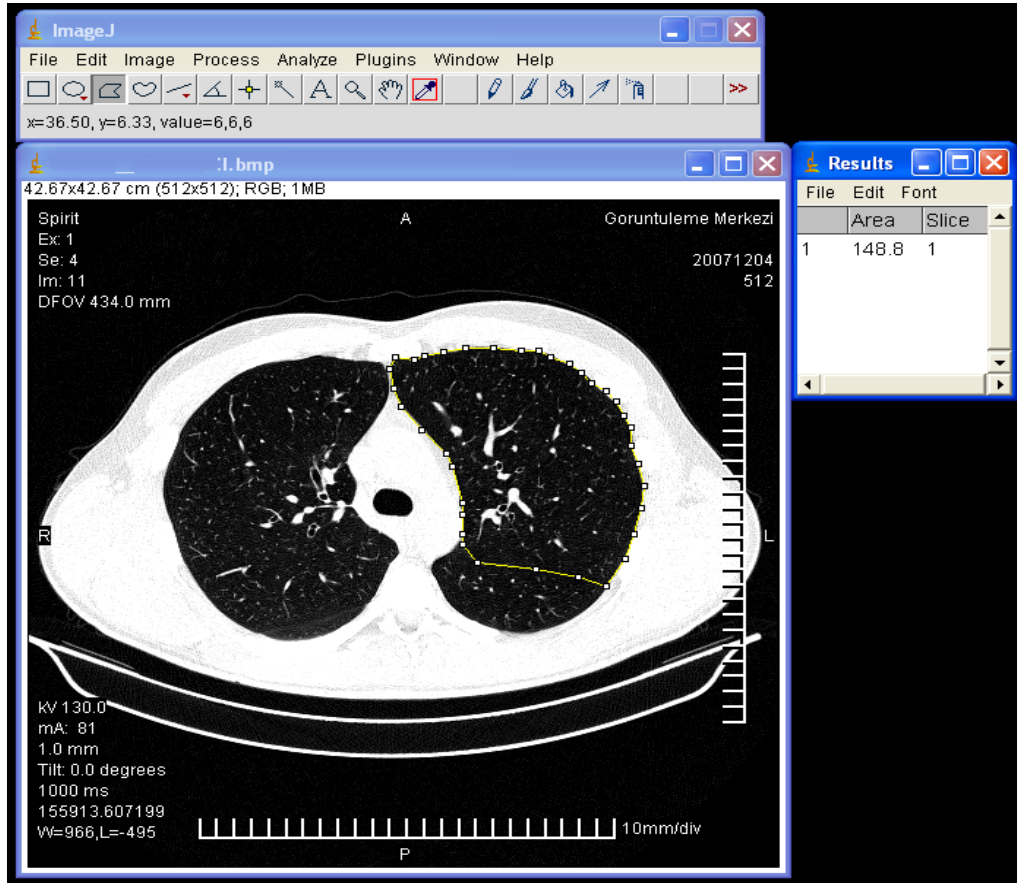 ImageJ
File Edit Image Process Analyze Plugins Window Help
A
>>
x=36.50, y=6.33, value=6,6,6
I.bmp
42.67x42.67 cm (512x512); RGB; 1MB
Spirit
Ex: 1
Se: 4
Im: 11
DFOV 434.0 mm
A
Goruntuleme Merkezi
20071204
512
R
L
kV 130.0
mA: 81
1.0 mm
Tilt: 0.0 degrees
1000 ms
155913.607199
W=966,L=-495
10mm/div
P
Results
File Edit Font
Area Slice
1 148.8 1